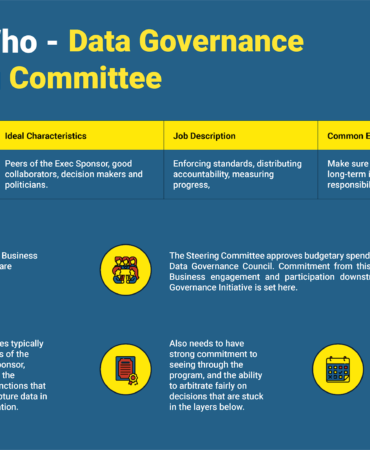 ho - Data Governance
Committee
Ideal Characteristics
Job Description
Common E
Peers of the Exec Sponsor, good
collaborators, decision makers and
politicians.
Enforcing standards, distributing
accountability, measuring
progress,
Make sure
long-term i
responsibil
Business
are
The Steering Committee approves budgetary spend
Data Governance Council. Commitment from this
Business engagement and participation downst
Governance Initiative is set here.
es typically
s of the
onsor,
the
nctions that
pture data in
ation.
Also needs to have
strong commitment to
seeing through the
program, and the ability
to arbitrate fairly on
decisions that are stuck
in the layers below.